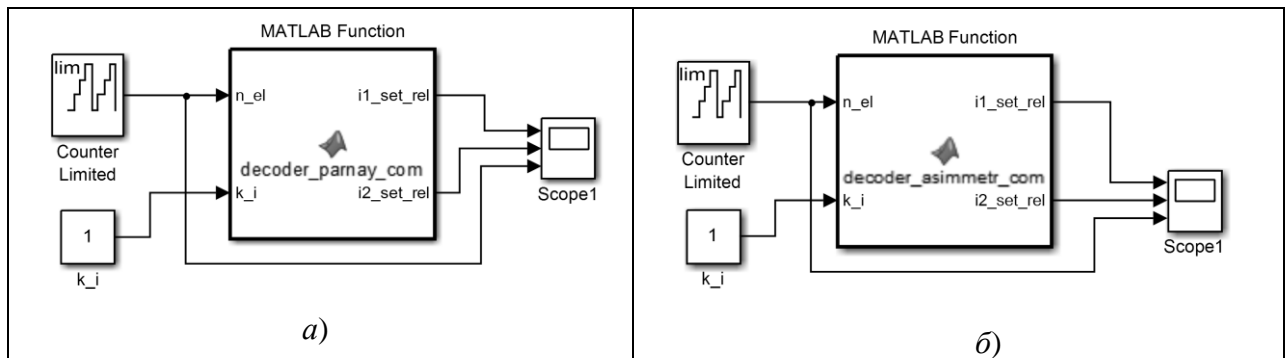 MATLAB Function
lim
n_el
i1_set_rel
Counter
Limited
decoder_parnay_com
k_i
i2_set_rel
Scope1
1
k_i
а)
MATLAB Function
lim
n_el
i1_set_rel
Counter
Limited
decoder_asimmetr_com
k_i
i2_set_rel
Scope1
1
k_i
б)